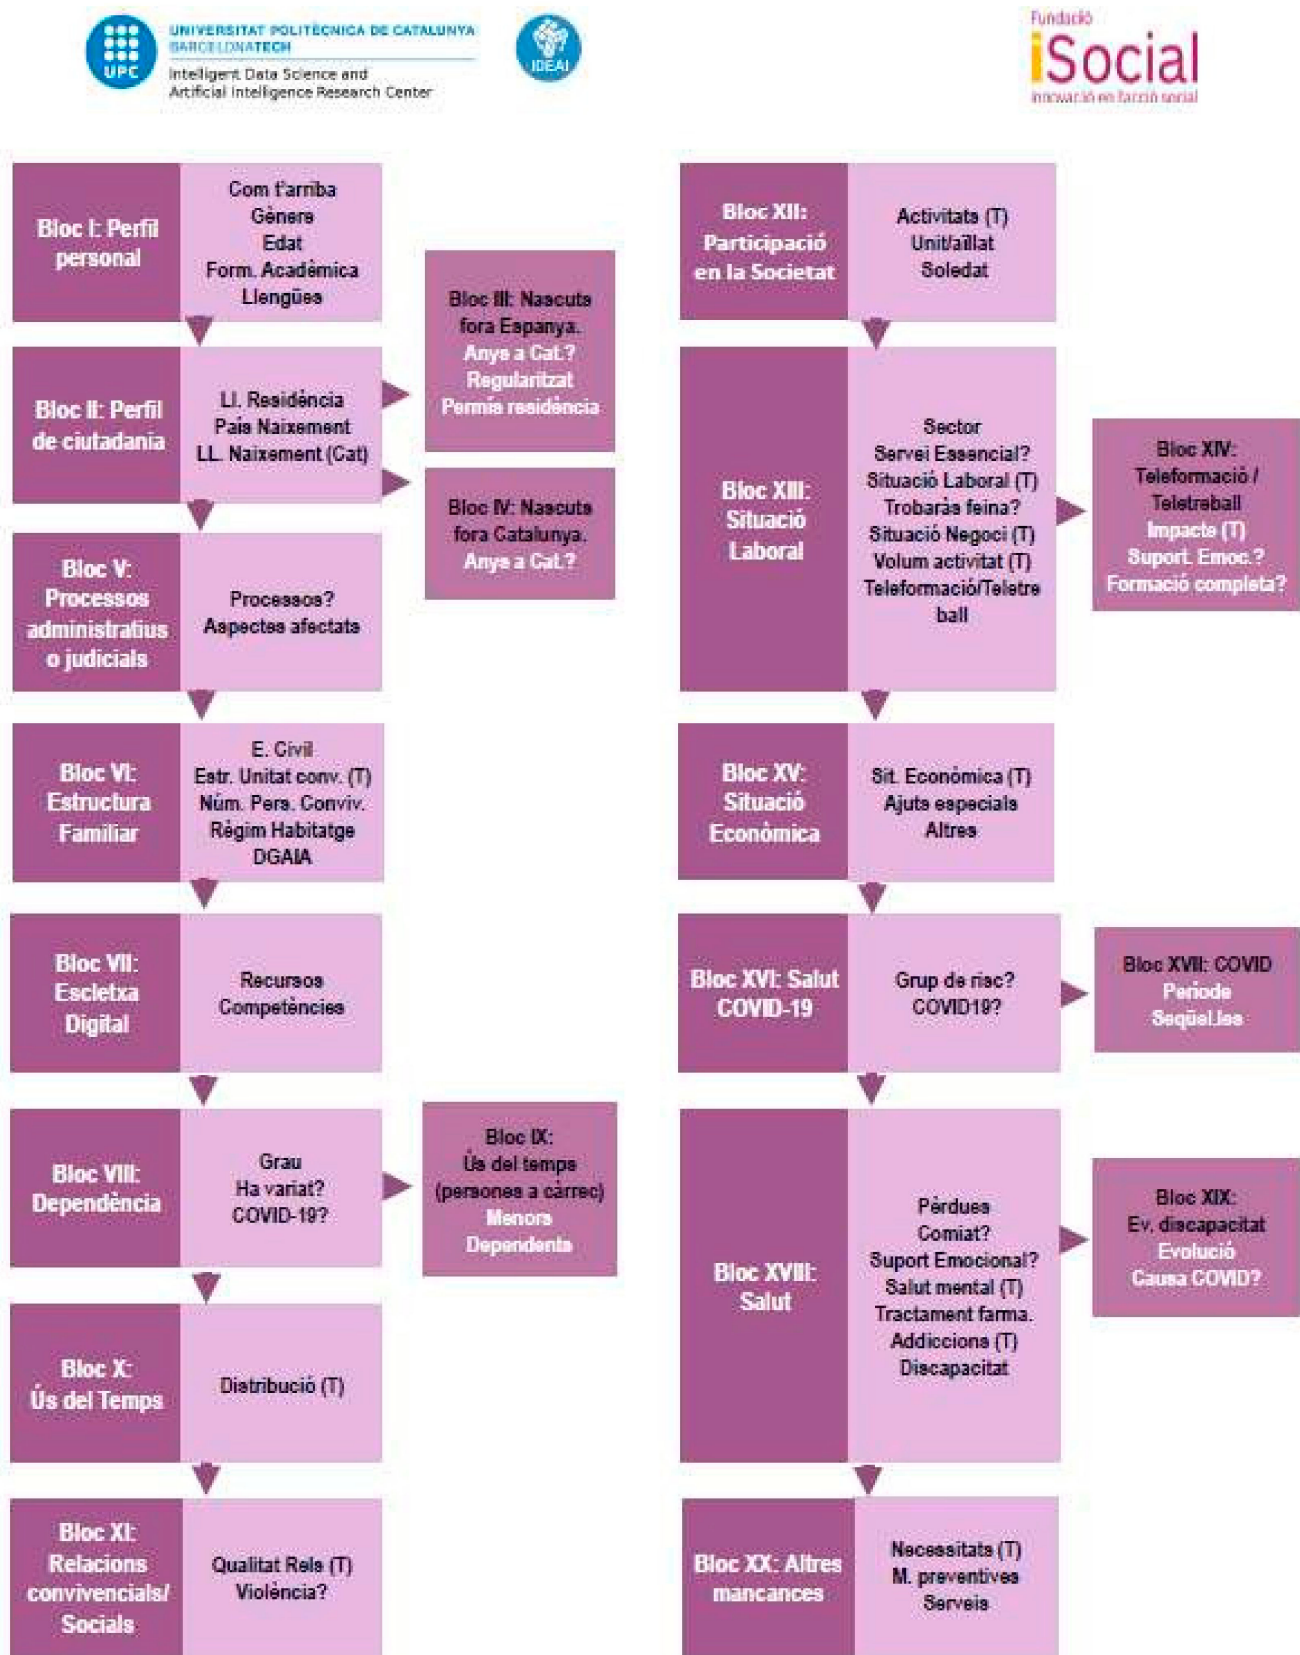 UNIVERSITAT POLITÈCNICA DE CATALUNYA
BARCELONATECH
UPC
Intelligent Data Science and
Artificial Intelligence Research Center
IDEAI
Fundació
iSocial
Innovació en l'acció social
Bloc I: Perfil
personal
Com t'arriba
Gènere
Edat
Form. Acadèmica
Llengües
Bloc II: Perfil
de ciutadania
Ll. Residència
País Naixement
LL. Naixement (Cat)
Bloc III: Nascuts
fora Espanya.
Anys a Cat.?
Regularitzat
Permís residència
Bloc IV: Nascuts
fora Catalunya.
Anys a Cat.?
Bloc V:
Processos
administratius
o judicials
Processos?
Aspectes afectats
Bloc VI:
Estructura
Familiar
E. Civil
Estr. Unitat conv. (T)
Núm. Pers. Conviv.
Règim Habitatge
DGAIA
Bloc VII:
Escletxa
Digital
Recursos
Competències
Bloc VIII:
Dependència
Grau
Ha variat?
COVID-19?
Bloc IX:
Ús del temps
(persones a càrrec)
Menors
Dependents
Bloc X:
Ús del Temps
Distribució (T)
Bloc XI:
Relacions
convivencials/
Socials
Qualitat Rels (T)
Violència?
Bloc XII:
Participació
en la Societat
Activitats (T)
Unit/aïllat
Soledat
Bloc XIII:
Situació
Laboral
Sector
Servei Essencial?
Situació Laboral (T)
Trobaràs feina?
Situació Negoci (T)
Volum activitat (T)
Teleformació/Teletre
ball
Bloc XIV:
Teleformació /
Teletreball
Impacte (T)
Suport. Emoc.?
Formació completa?
Bloc XV:
Situació
Econòmica
Sit. Econòmica (T)
Ajuts especials
Altres
Bloc XVI: Salut
COVID-19
Grup de risc?
COVID19?
Bloc XVII: COVID
Període
Seqüel.les
Bloc XVIII:
Salut
Pèrdues
Comiat?
Suport Emocional?
Salut mental (T)
Tractament farma.
Addiccions (T)
Discapacitat
Bloc XIX:
Ev. discapacitat
Evolució
Causa COVID?
Bloc XX: Altres
mancances
Necessitats (T)
M. preventives
Serveis